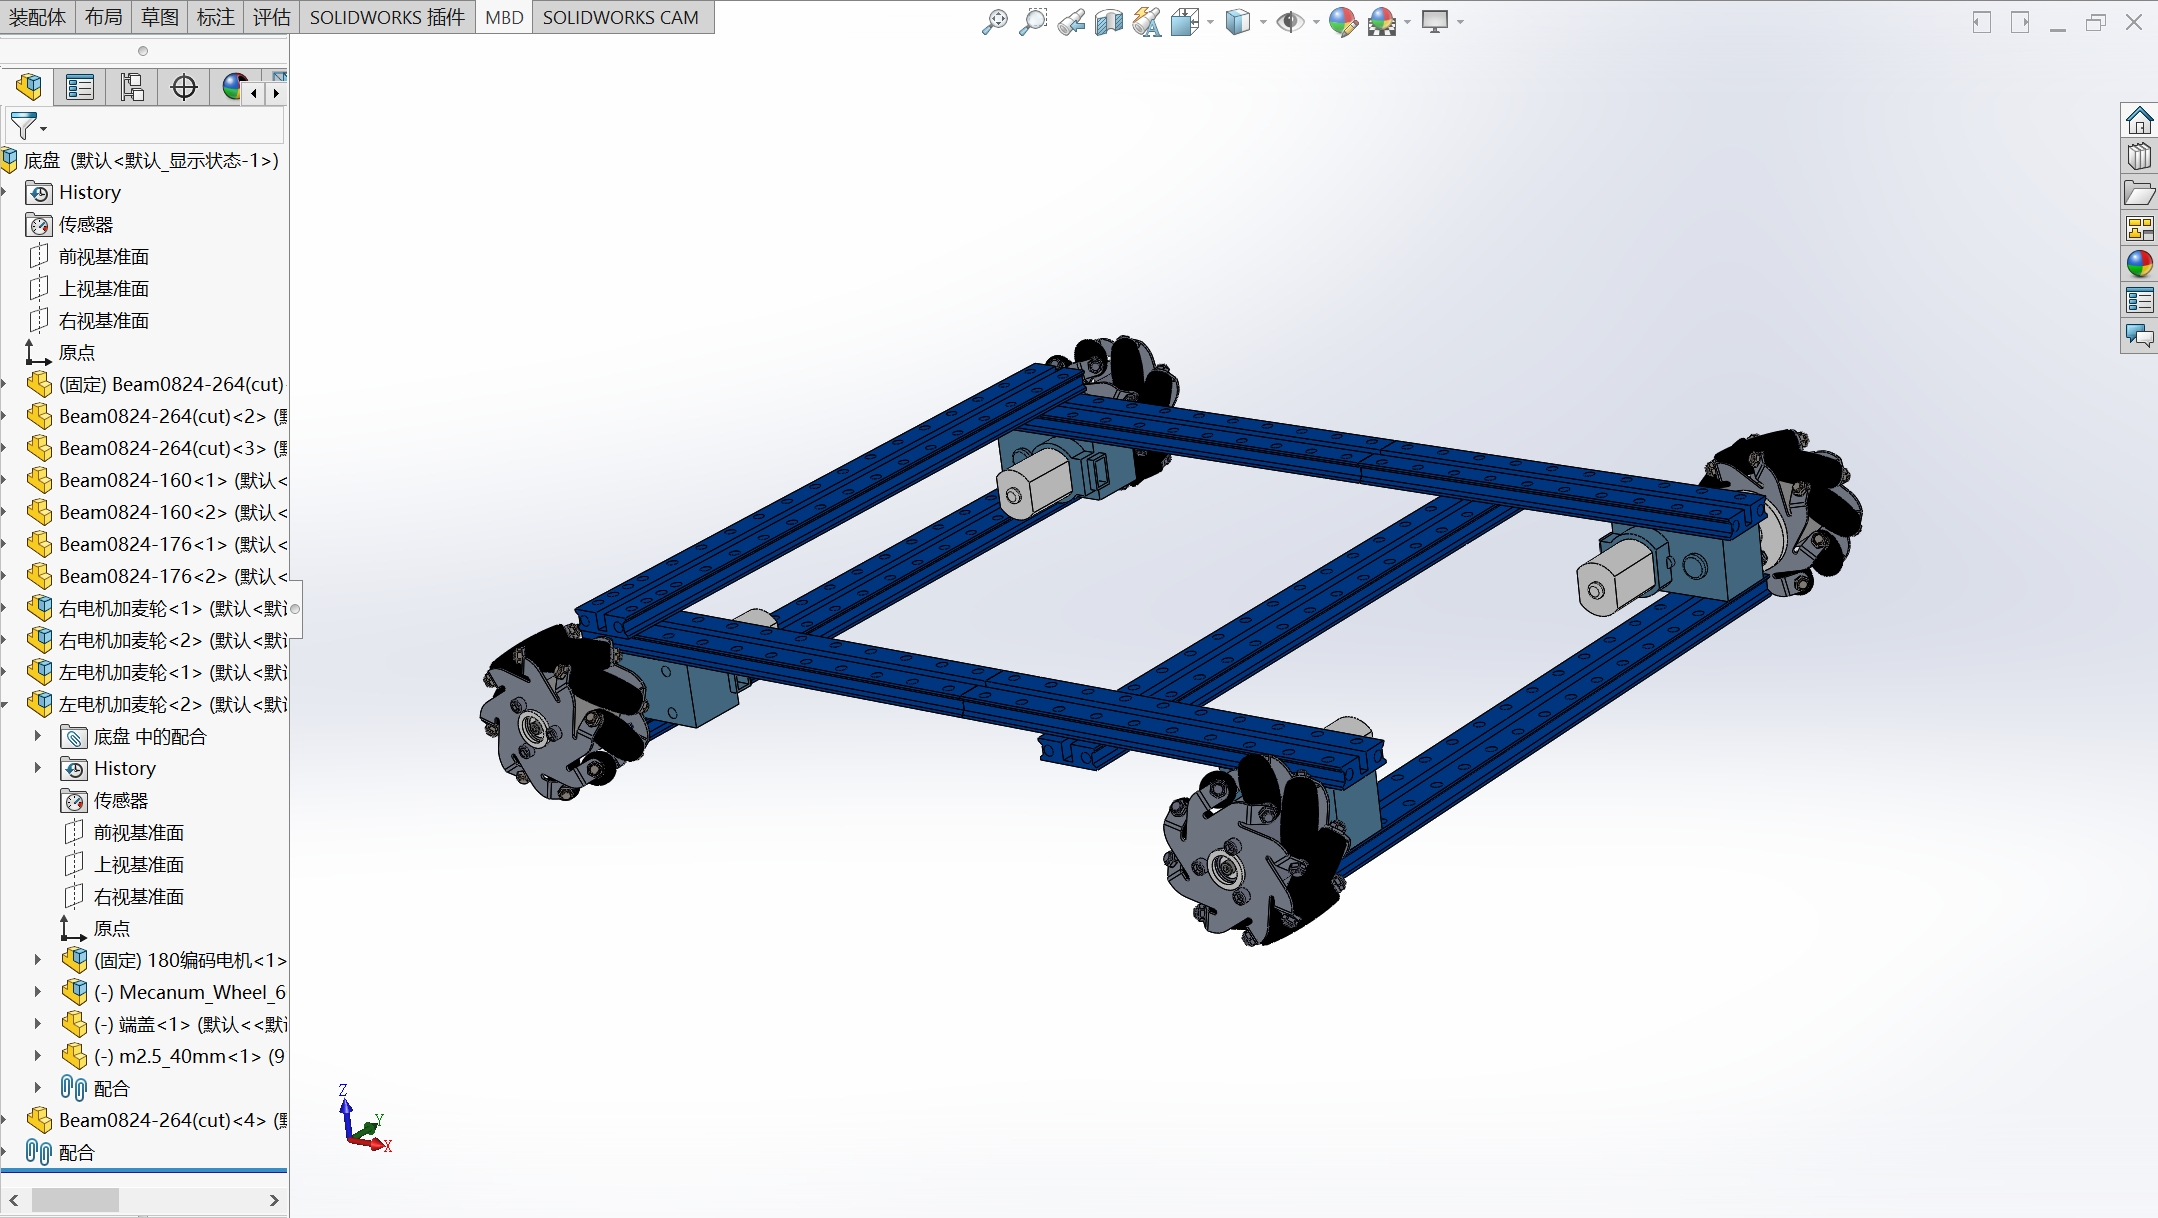 装配体 布局 草图 标注 评估 SOLIDWORKS 插件 MBD SOLIDWORKS CAM
底盘 (默认<默认_显示状态-1>)
History
传感器
前视基准面
上视基准面
右视基准面
原点
(固定) Beam0824-264(cut)
Beam0824-264(cut)<2> (
Beam0824-264(cut)<3> (
Beam0824-160<1> (默认<
Beam0824-160<2> (默认<
Beam0824-176<1> (默认<
Beam0824-176<2> (默认<
右电机加麦轮<1> (默认<默
右电机加麦轮<2> (默认<默
左电机加麦轮<1> (默认<默
左电机加麦轮<2> (默认<默
底盘 中的配合
History
传感器
前视基准面
上视基准面
右视基准面
原点
(固定) 180编码电机<1>
(-) Mecanum_Wheel_6
(-) 端盖<1> (默认<<默
(-) m2.5_40mm<1> (9
配合
Beam0824-264(cut)<4> (
配合
Z
Y
X